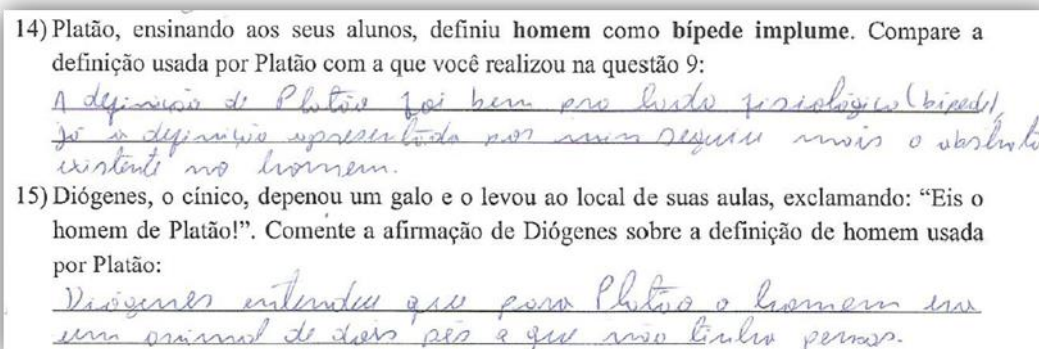 14) Platão, ensinando aos seus alunos, definiu homem como bípede implume. Compare a
definição usada por Platão com a que você realizou na questão 9:
A definição de Platão foi bem pro lado fisiológico (bípede),
já a definição apresentada por mim seguiu mais o abstrato
existente no homem.
15) Diógenes, o cínico, depenou um galo e o levou ao local de suas aulas, exclamando: “Eis o
homem de Platão!”. Comente a afirmação de Diógenes sobre a definição de homem usada
por Platão:
Diógenes entendeu que para Platão o homem era
um animal de dois pés e que não tinha penas.